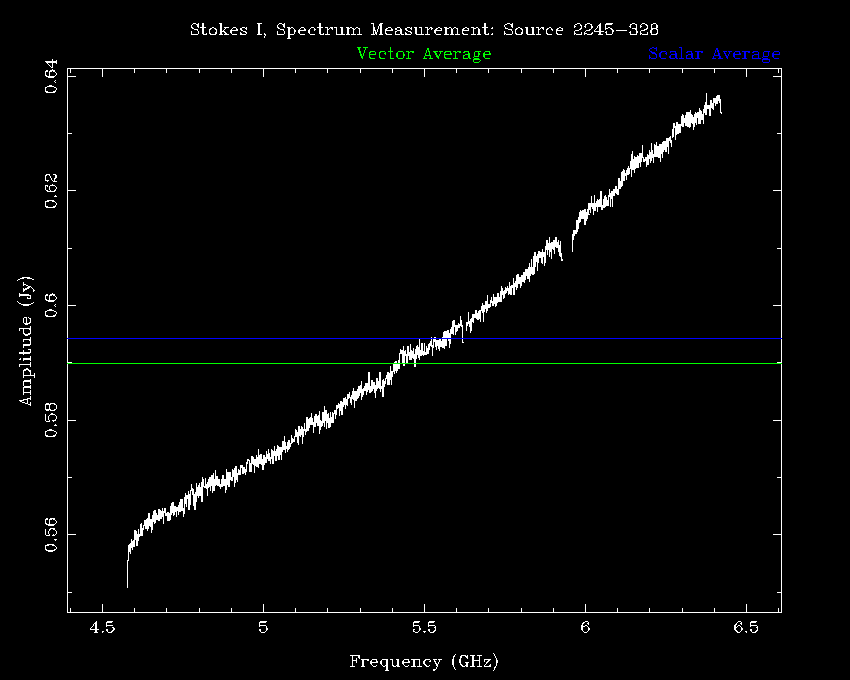 Stokes I, Spectrum Measurement: Source 2245−328
Vector Average
Scalar Average
0.64
0.62
0.6
0.58
0.56
Amplitude (Jy)
4.5 5 5.5 6 6.5
Frequency (GHz)